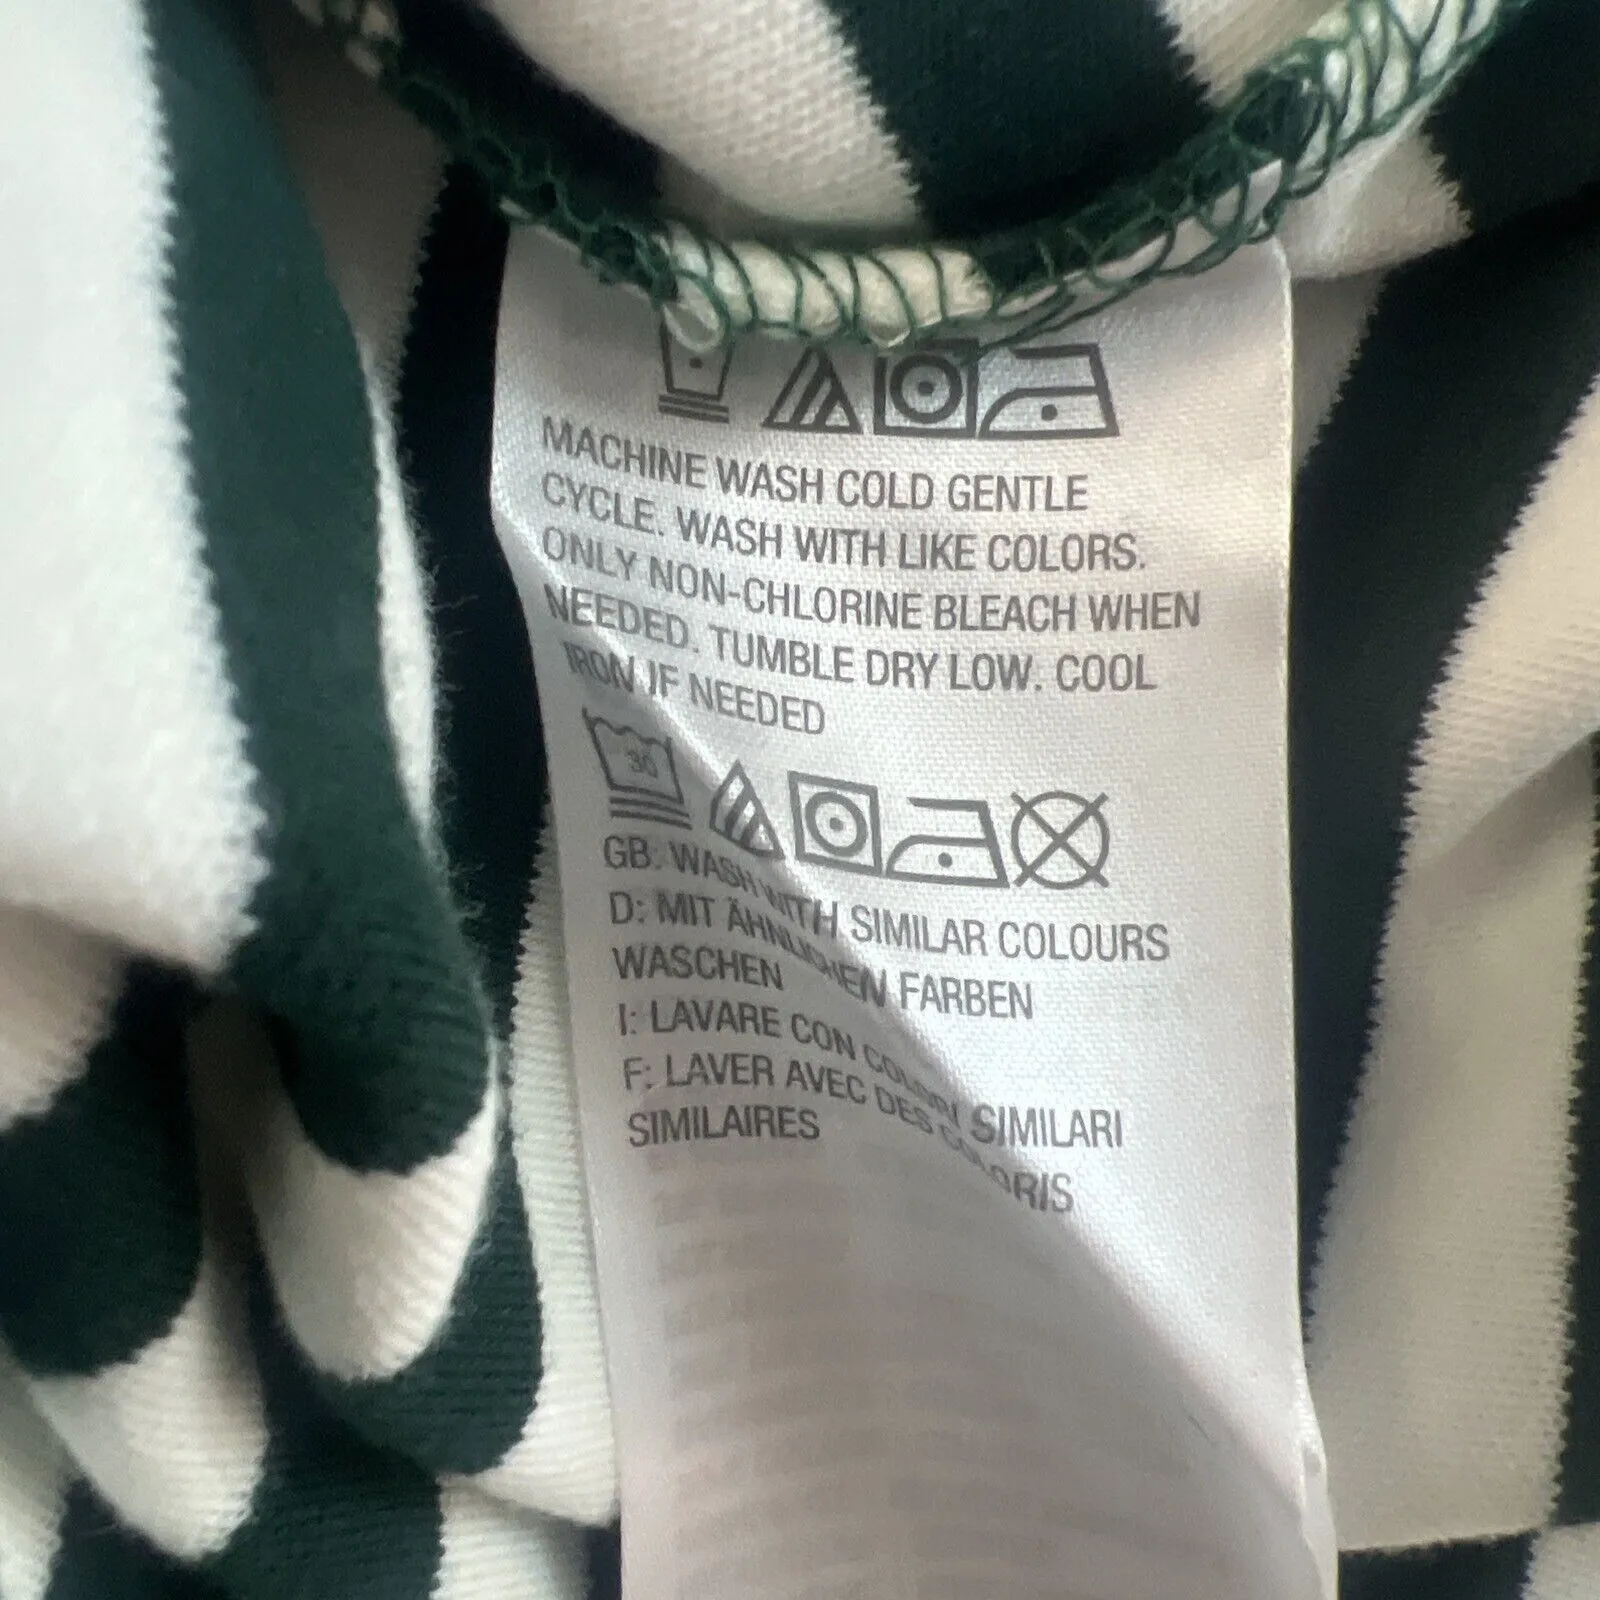 MACHINE WASH COLD GENTLE
CYCLE. WASH WITH LIKE COLORS.
ONLY NON-CHLORINE BLEACH WHEN
NEEDED. TUMBLE DRY LOW. COOL
IRON IF NEEDED
30
GB: WASH WITH SIMILAR COLOURS
D: MIT ÄHNLICHEN FARBEN
WASCHEN
I: LAVARE CON COLORI SIMILARI
F: LAVER AVEC DES COLORIS
SIMILAIRES